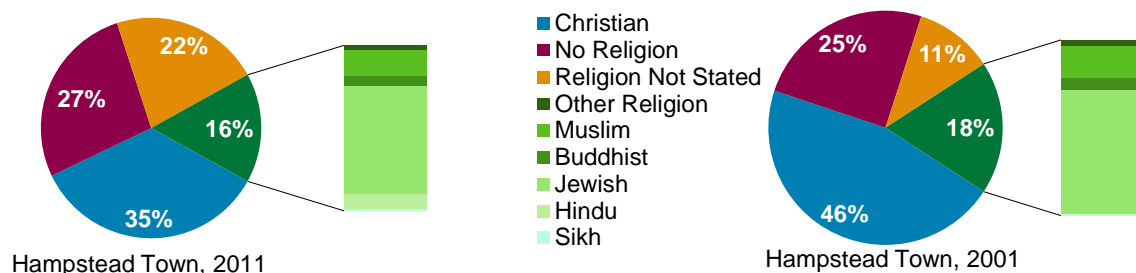 22%
27%
16%
35%
Hampstead Town, 2011
Christian
No Religion
Religion Not Stated
Other Religion
Muslim
Buddhist
Jewish
Hindu
Sikh
25%
11%
18%
46%
Hampstead Town, 2001